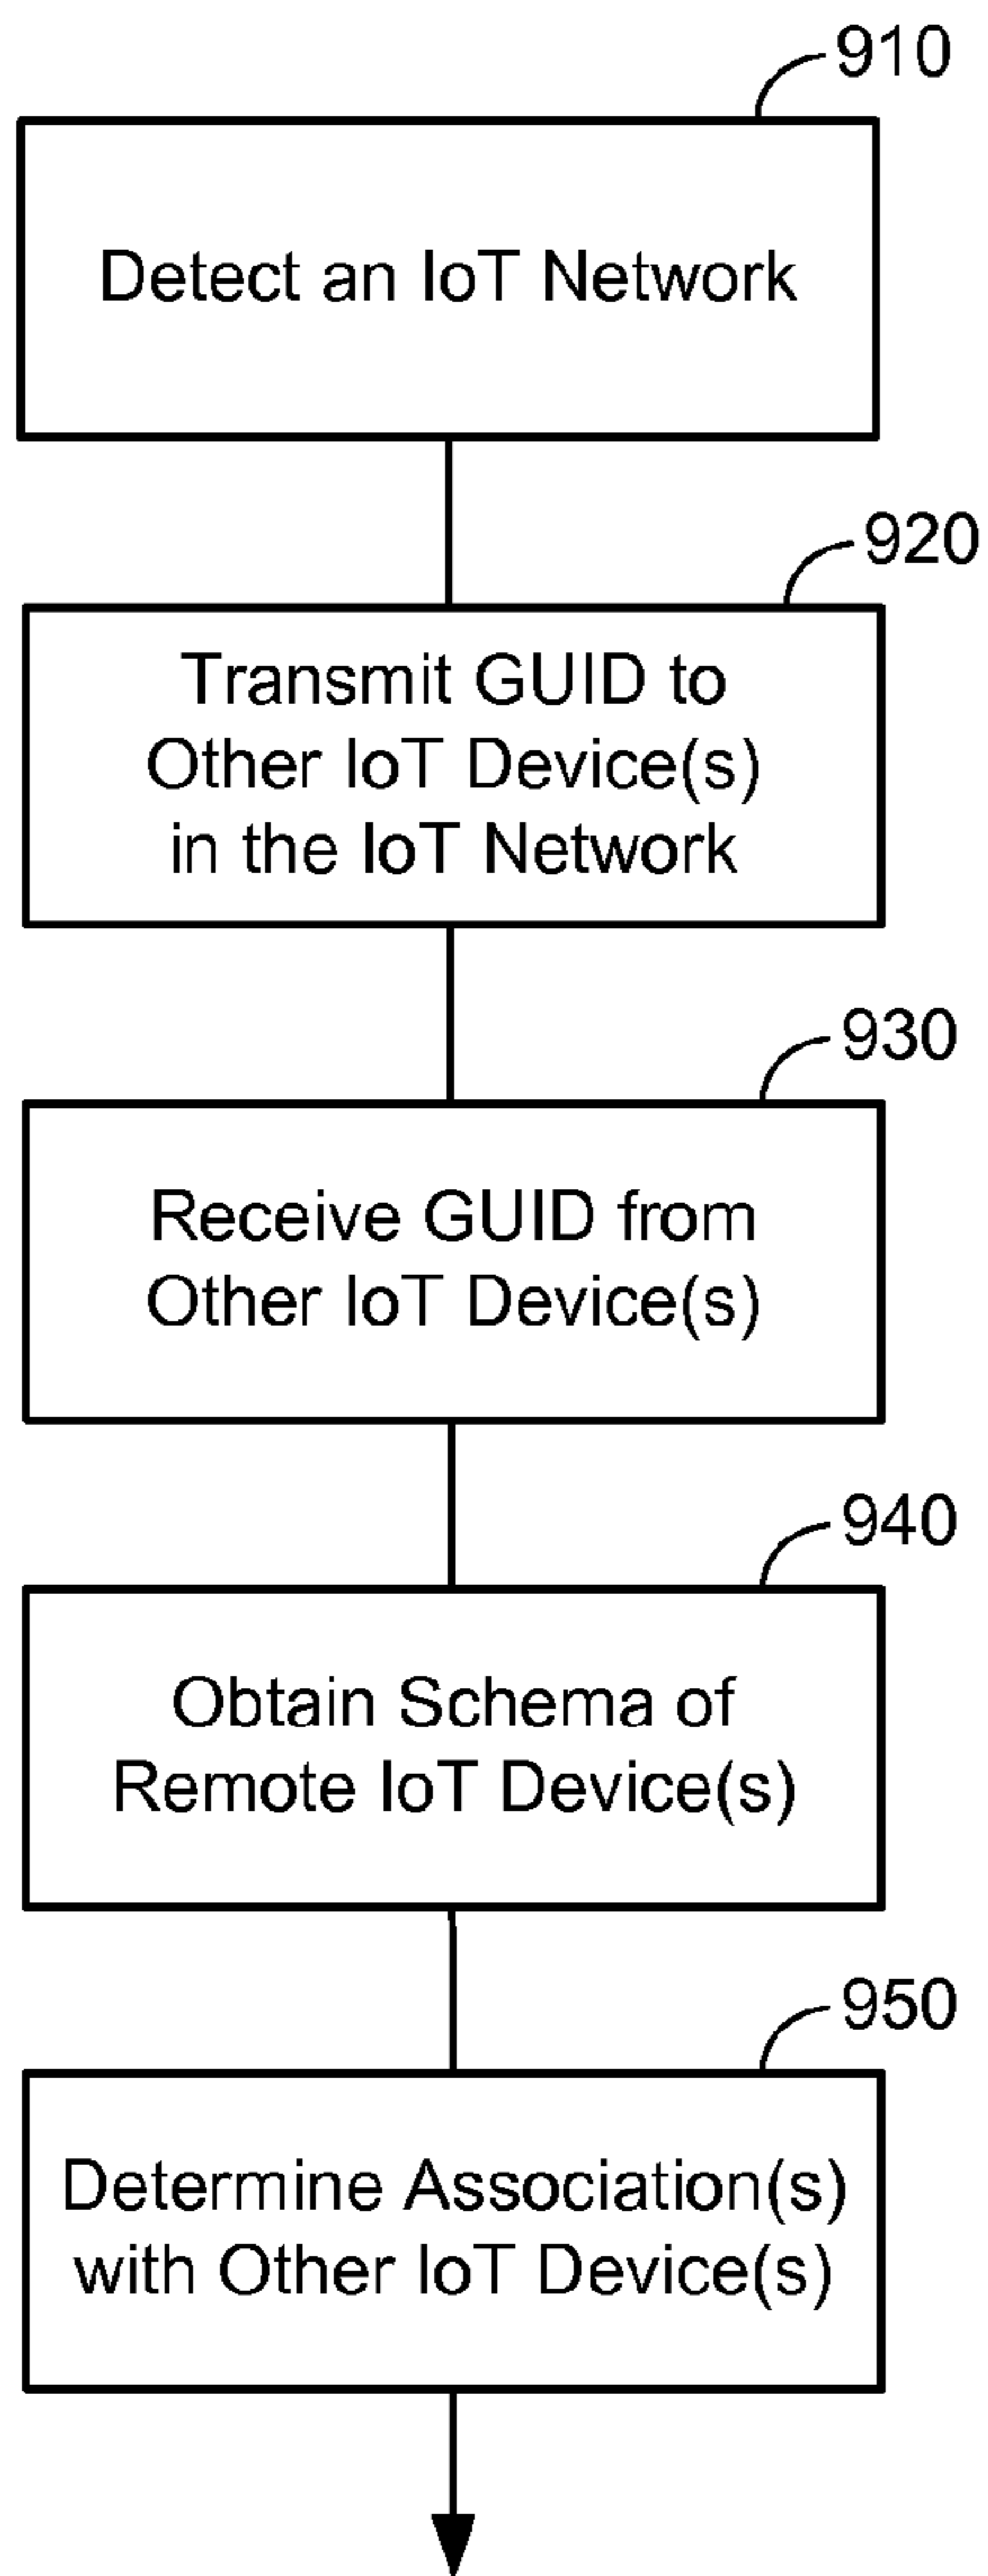 910
Detect an IoT Network
920
Transmit GUID to
Other IoT Device(s)
in the IoT Network
930
Receive GUID from
Other IoT Device(s)
940
Obtain Schema of
Remote IoT Device(s)
950
Determine Association(s)
with Other IoT Device(s)